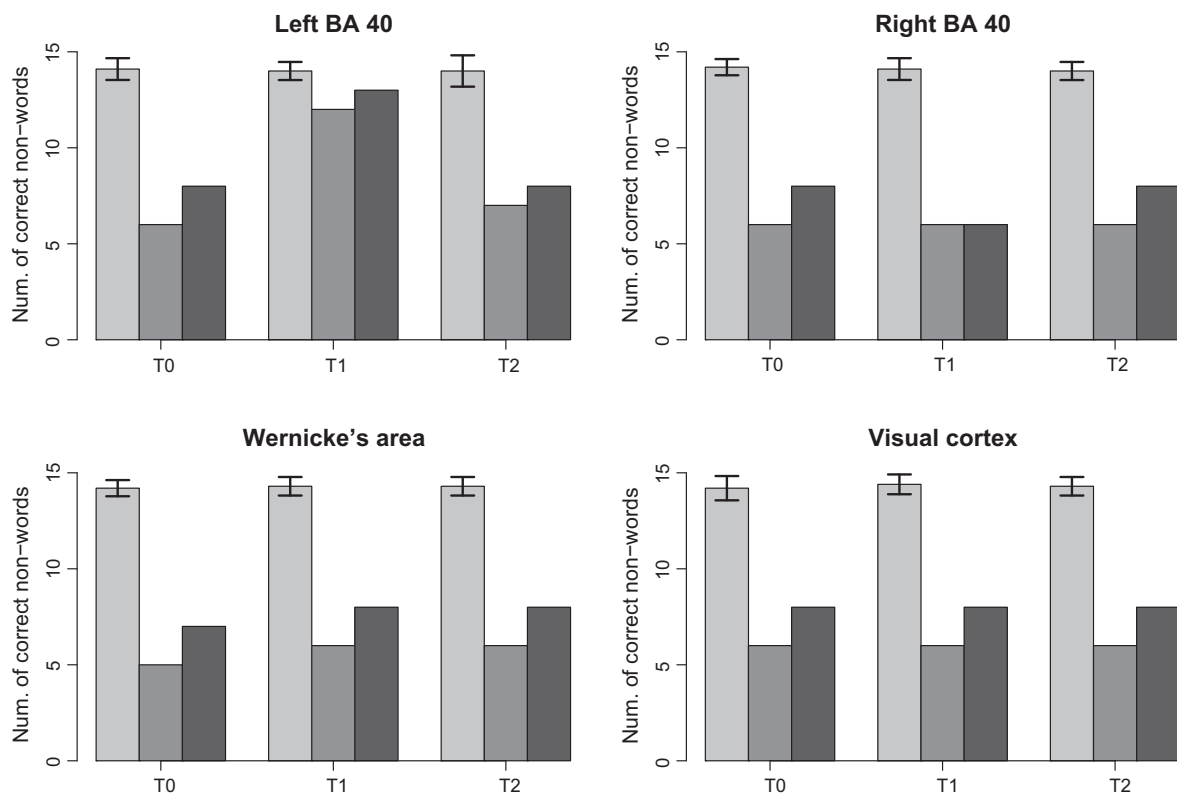 Left BA 40
Num. of correct non−words
15
10
5
0
T0 T1 T2
Right BA 40
Num. of correct non−words
15
10
5
0
T0 T1 T2
Wernicke’s area
Num. of correct non−words
15
10
5
0
T0 T1 T2
Visual cortex
Num. of correct non−words
15
10
5
0
T0 T1 T2